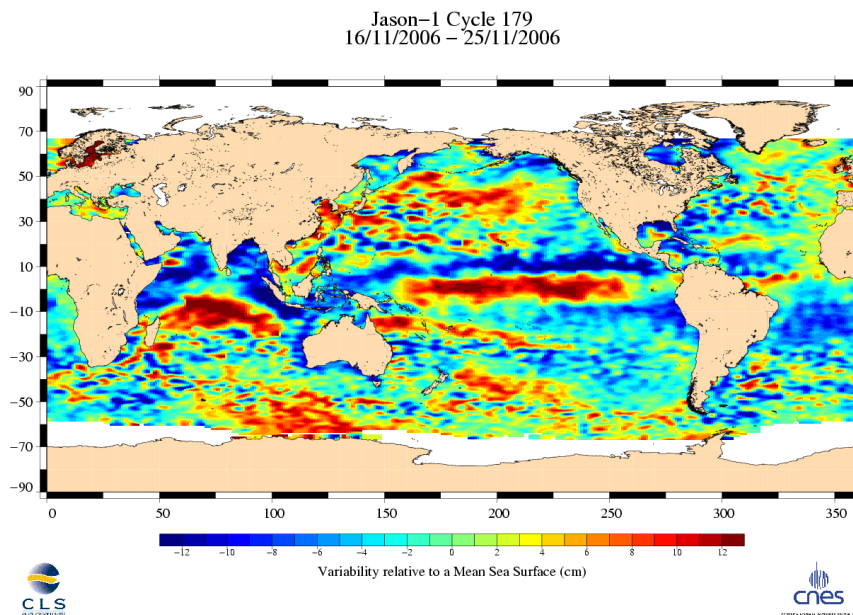 Jason−1 Cycle 179
16/11/2006 − 25/11/2006
90
70
50
30
10
−10
−30
−50
−70
−90
0 50 100 150 200 250 300 350
−12 −10 −8 −6 −4 −2 0 2 4 6 8 10 12
Variability relative to a Mean Sea Surface (cm)
CLS
cnes